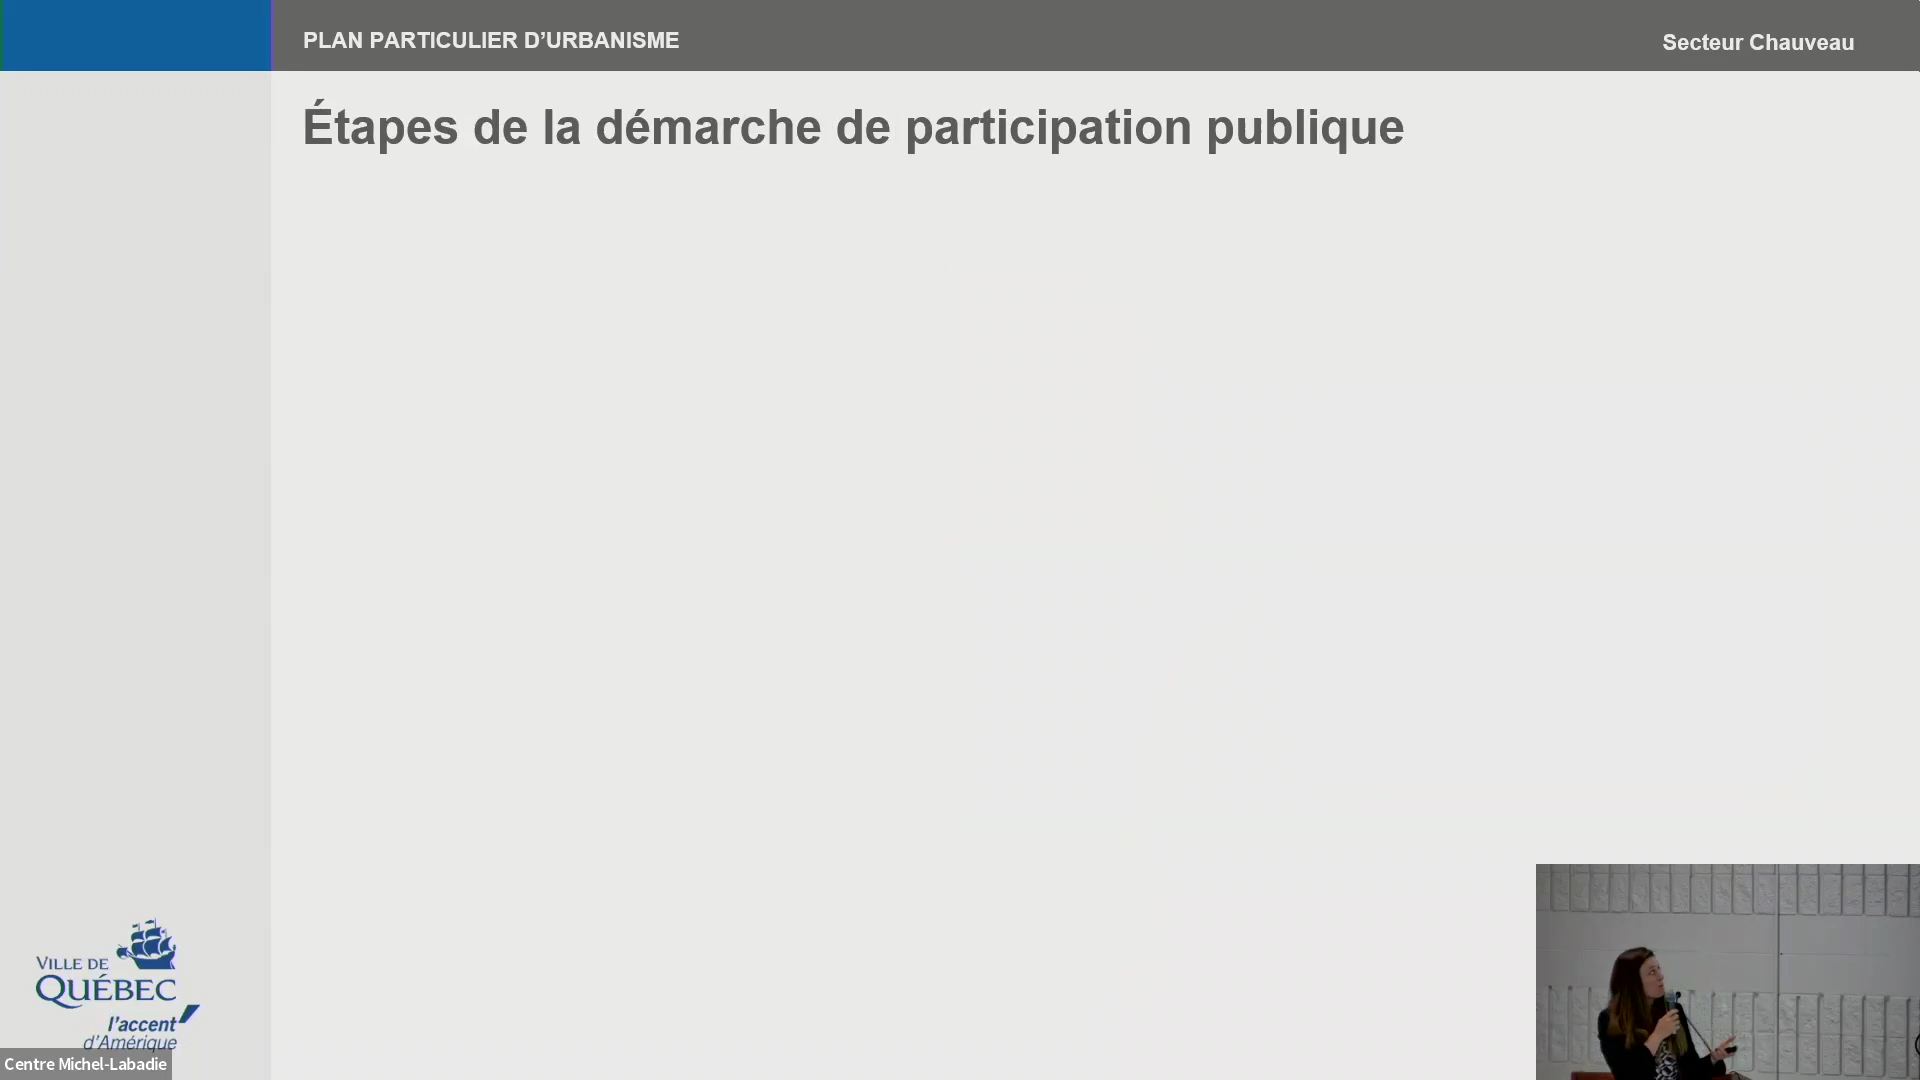 PLAN PARTICULIER D’URBANISME
Secteur Chauveau
Étapes de la démarche de participation publique
VILLE DE
QUÉBEC
l'accent
d'Amérique
Centre Michel-Labadie